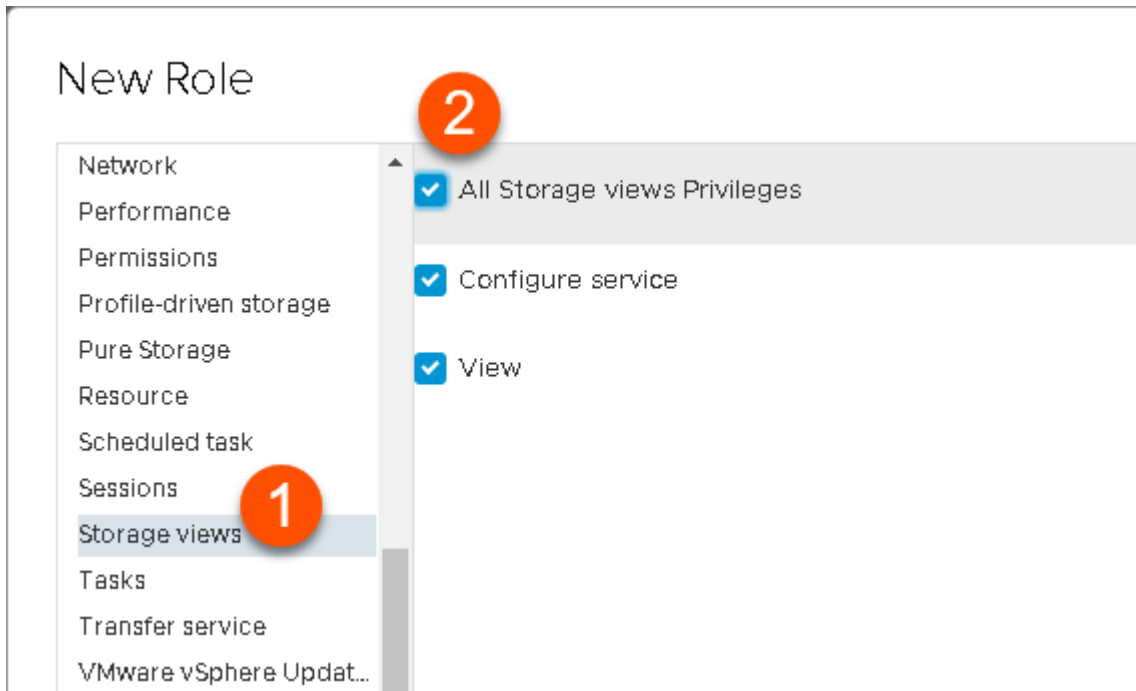 New Role
2
Network
Performance
Permissions
Profile-driven storage
Pure Storage
Resource
Scheduled task
Sessions
1
Storage views
Tasks
Transfer service
VMware vSphere Updat...
All Storage views Privileges
Configure service
View